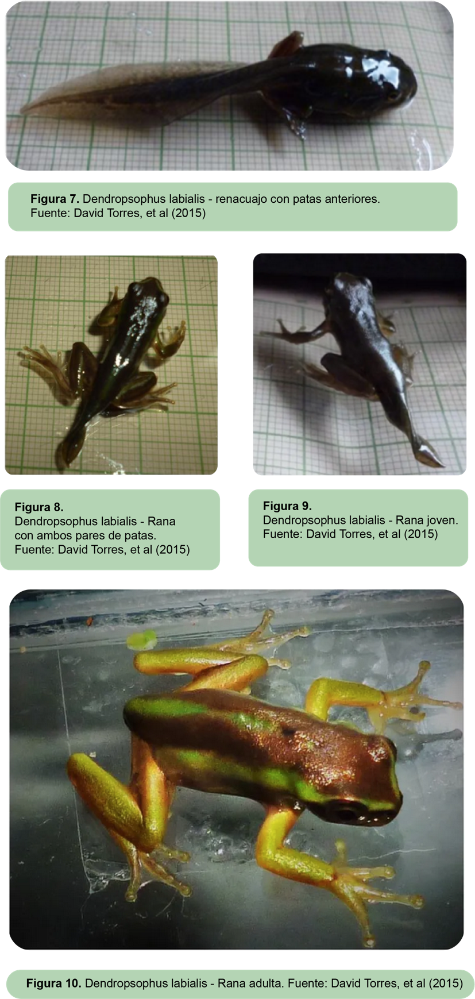 Figura 7. Dendropsophus labialis - renacuajo con patas anteriores.
Fuente: David Torres, et al (2015)
Figura 8.
Dendropsophus labialis - Rana
con ambos pares de patas.
Fuente: David Torres, et al (2015)
Figura 9.
Dendropsophus labialis - Rana joven.
Fuente: David Torres, et al (2015)
Figura 10. Dendropsophus labialis - Rana adulta. Fuente: David Torres, et al (2015)